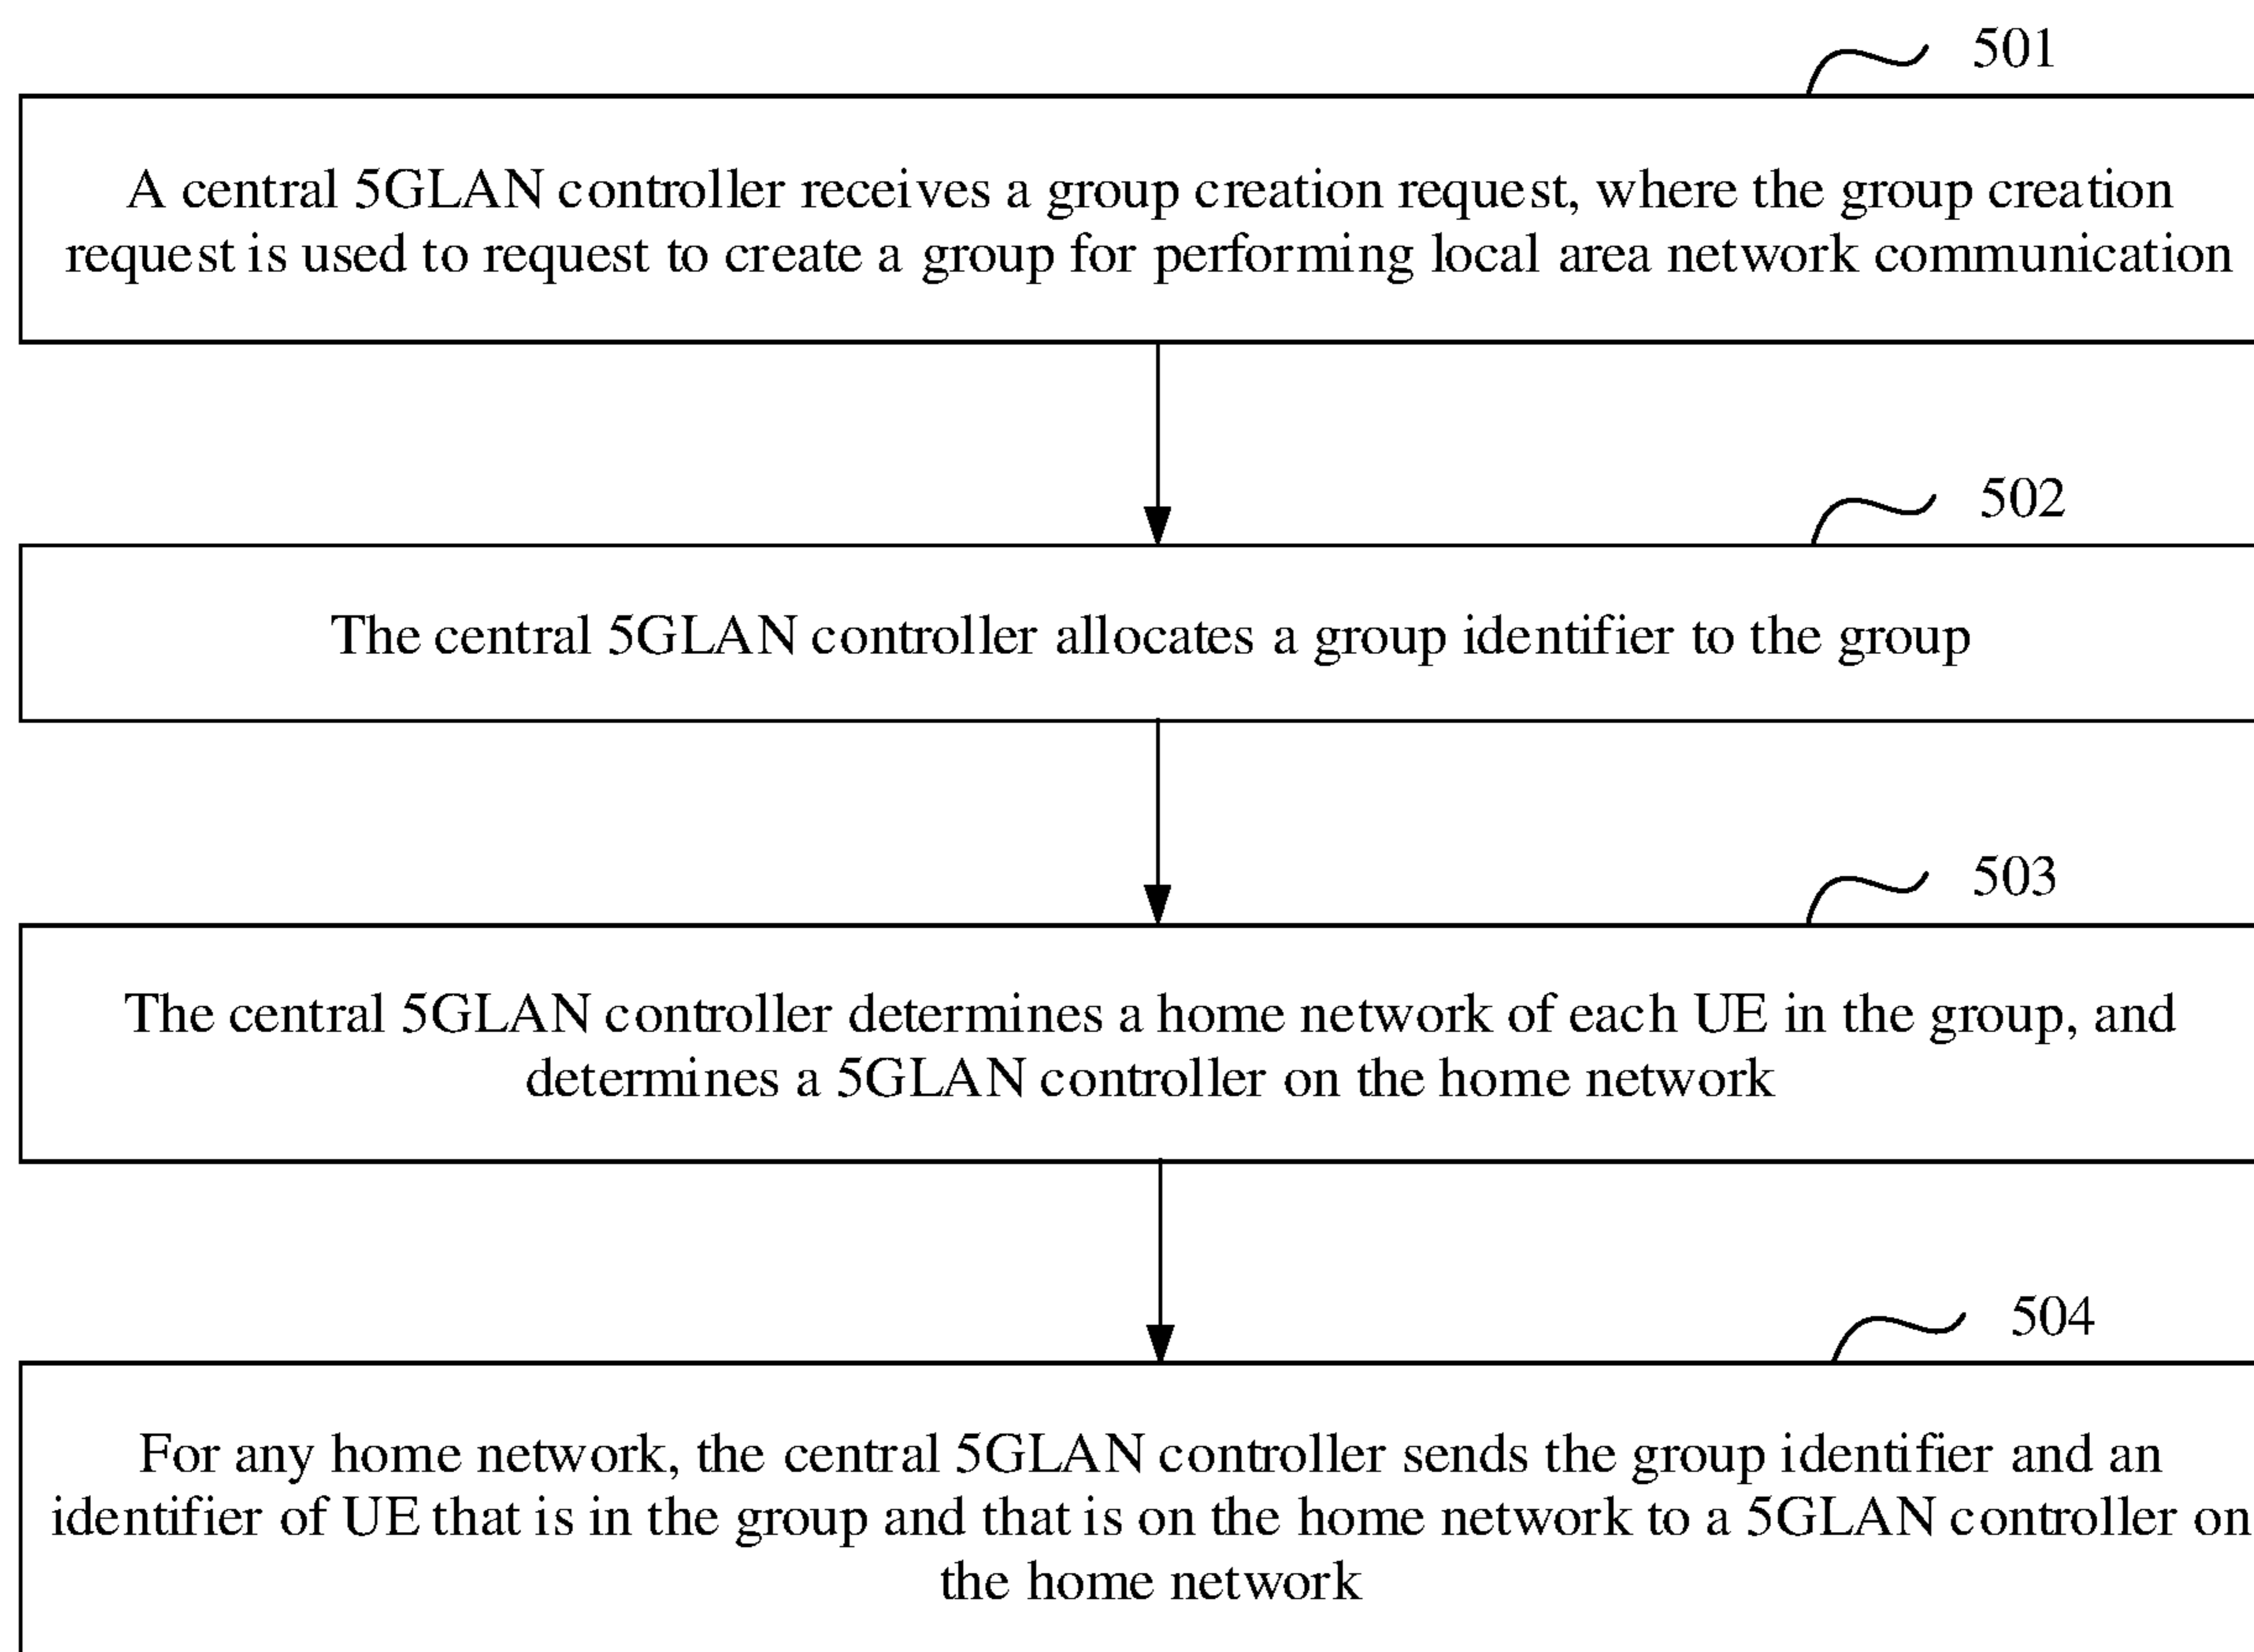 501
A central 5GLAN controller receives a group creation request, where the group creation
request is used to request to create a group for performing local area network communication
502
The central 5GLAN controller allocates a group identifier to the group
503
The central 5GLAN controller determines a home network of each UE in the group, and
determines a 5GLAN controller on the home network
504
For any home network, the central 5GLAN controller sends the group identifier and an
identifier of UE that is in the group and that is on the home network to a 5GLAN controller on
the home network